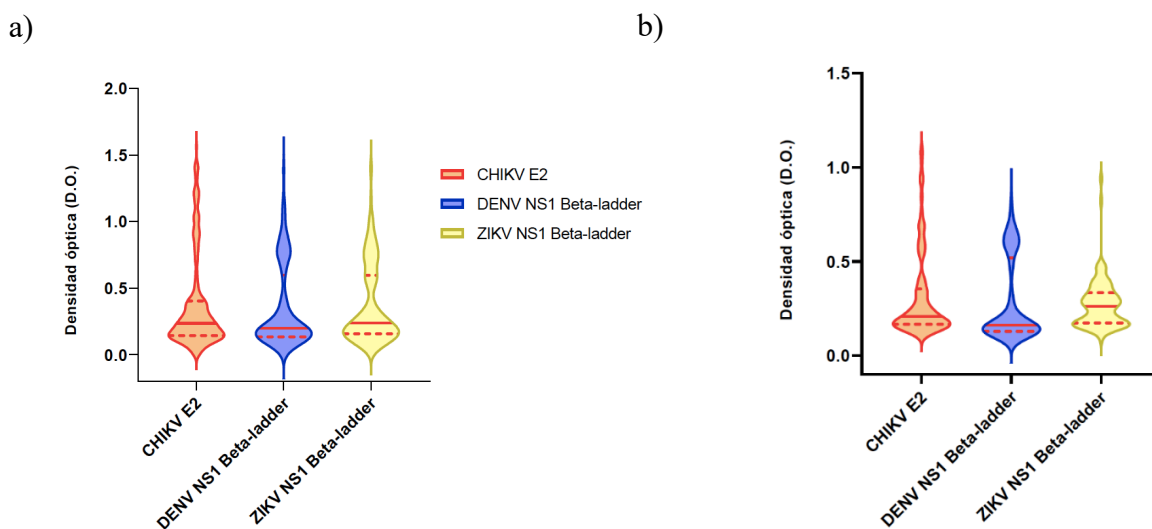 a)
b)
Densidad óptica (D.O.)
2.0
1.5
1.0
0.5
0.0
CHIKV E2
DENV NS1 Beta-ladder
ZIKV NS1 Beta-ladder
CHIKV E2
DENV NS1 Beta-ladder
ZIKV NS1 Beta-ladder
Densidad óptica (D.O.)
1.5
1.0
0.5
0.0
CHIKV E2
DENV NS1 Beta-ladder
ZIKV NS1 Beta-ladder